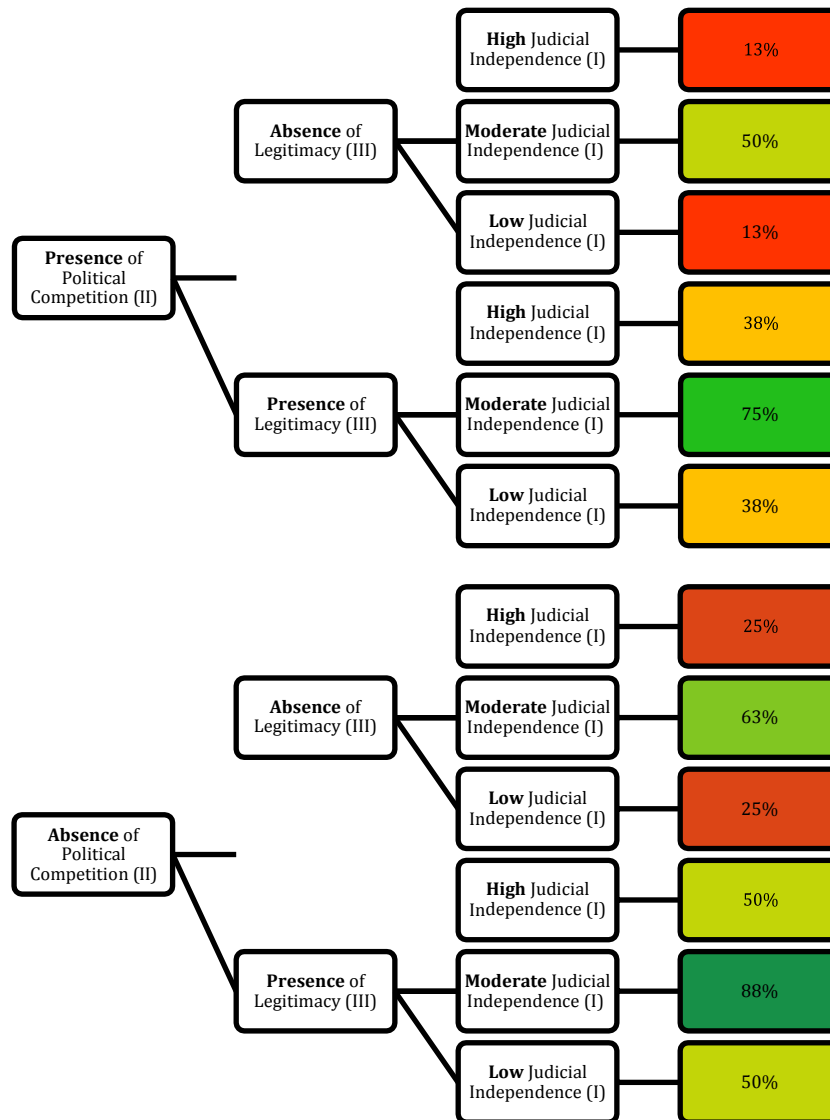 High Judicial
Independence (I)
13%
Absence of
Legitimacy (III)
Moderate Judicial
Independence (I)
50%
Low Judicial
Independence (I)
13%
Presence of
Political
Competition (II)
High Judicial
Independence (I)
38%
Presence of
Legitimacy (III)
Moderate Judicial
Independence (I)
75%
Low Judicial
Independence (I)
38%
High Judicial
Independence (I)
25%
Absence of
Legitimacy (III)
Moderate Judicial
Independence (I)
63%
Low Judicial
Independence (I)
25%
Absence of
Political
Competition (II)
High Judicial
Independence (I)
50%
Presence of
Legitimacy (III)
Moderate Judicial
Independence (I)
88%
Low Judicial
Independence (I)
50%